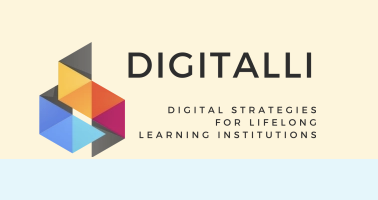 DIGITALLI
DIGITAL STRATEGIES
FOR LIFELONG
LEARNING INSTITUTIONS